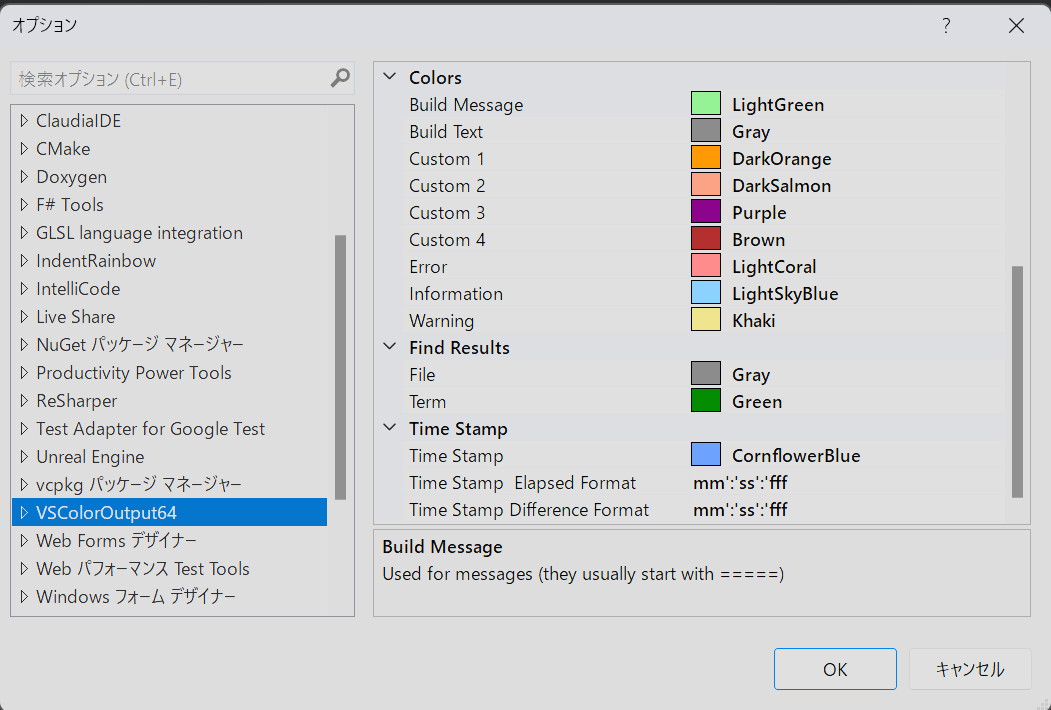 オプション
?
検索オプション (Ctrl+E)
ClaudiaIDE
CMake
Doxygen
F# Tools
GLSL language integration
IndentRainbow
IntelliCode
Live Share
NuGet パッケージ マネージャー
Productivity Power Tools
ReSharper
Test Adapter for Google Test
Unreal Engine
vcpkg パッケージ マネージャー
VSColorOutput64
Web Forms デザイナー
Web パフォーマンス Test Tools
Windows フォーム デザイナー
Colors
Build Message LightGreen
Build Text Gray
Custom 1 DarkOrange
Custom 2 DarkSalmon
Custom 3 Purple
Custom 4 Brown
Error LightCoral
Information LightSkyBlue
Warning Khaki
Find Results
File Gray
Term Green
Time Stamp
Time Stamp CornflowerBlue
Time Stamp  Elapsed Format mm':'ss':'fff
Time Stamp Difference Format mm':'ss':'fff
Build Message
Used for messages (they usually start with =====)
OK
キャンセル